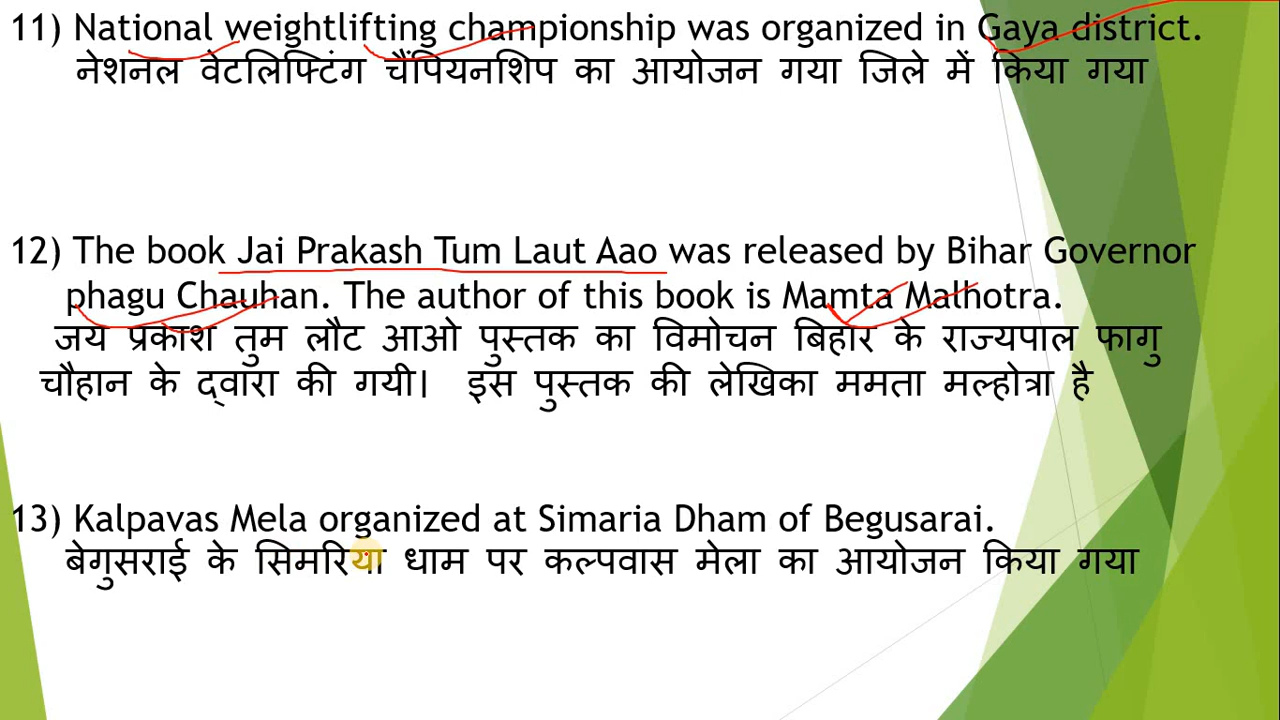 11) National weightlifting championship was organized in Gaya district.
नेशनल वेटलिफ्टिंग चैंपियनशिप का आयोजन गया जिले में किया गया
12) The book Jai Prakash Tum Laut Aao was released by Bihar Governor
phagu Chauhan. The author of this book is Mamta Malhotra.
जय प्रकाश तुम लौट आओ पुस्तक का विमोचन बिहार के राज्यपाल फागु
चौहान के द्वारा की गयी। इस पुस्तक की लेखिका ममता मल्होत्रा है
13) Kalpavas Mela organized at Simaria Dham of Begusarai.
बेगुसराई के सिमरिया धाम पर कल्पवास मेला का आयोजन किया गया